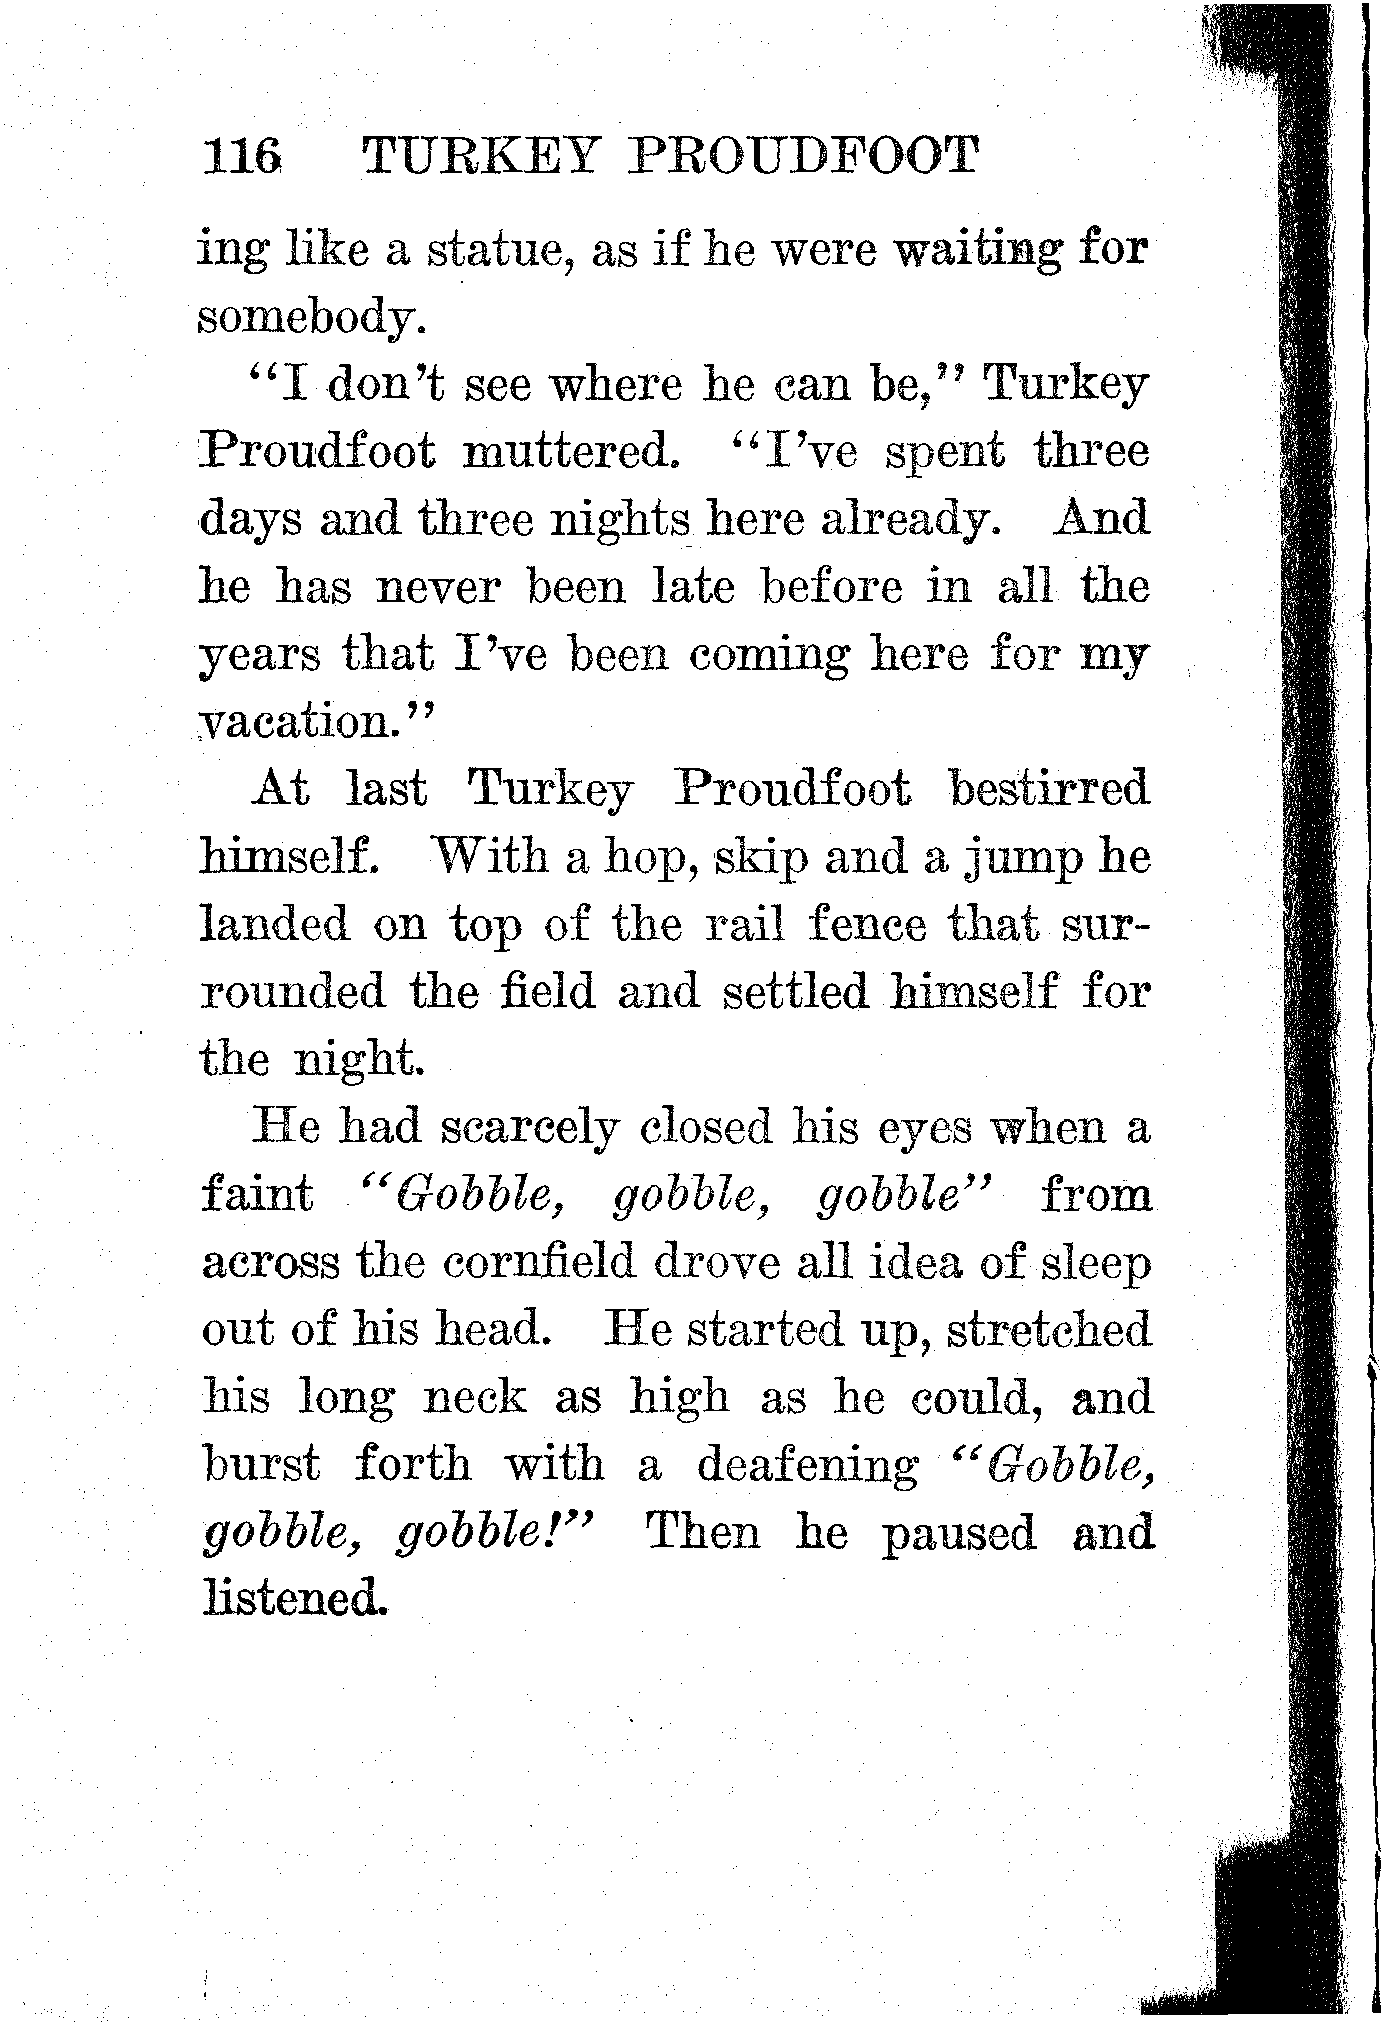 116 TURKEY PROUDFOOT
ing like a statue, as if he were waiting for
somebody.
"I don't see where he can be," Turkey
Proudfoot muttered. "I've spent three
days and three nights here already. And
he has never been late before in all the
years that I've been coming here for my
vacation."
At last Turkey Proudfoot bestirred
himself. With a hop, skip and a jump he
landed on top of the rail fence that sur-
rounded the field and settled himself for
the night.
He had scarcely closed his eyes when a
faint "Gobble, gobble, gobble" from
across the cornfield drove all idea of sleep
out of his head. He started up, stretched
his long neck as high as he could, and
burst forth with a deafening "Gobble,
gobble, gobble!" Then he paused and
listened.